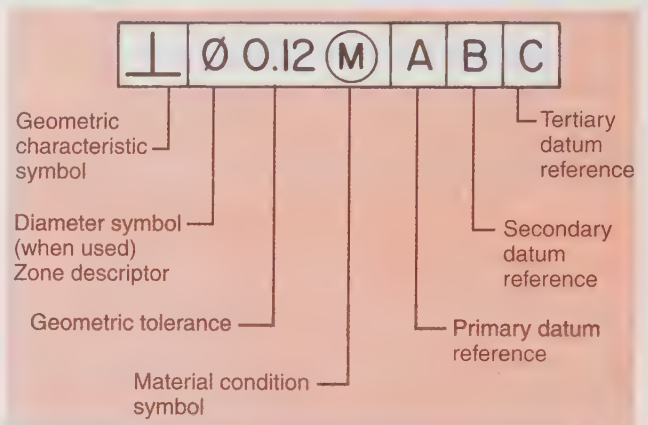 ⊥ Ø 0.12 Ⓜ A B C
Geometric
characteristic
symbol
Tertiary
datum
reference
Diameter symbol
(when used)
Zone descriptor
Secondary
datum
reference
Geometric tolerance
Primary datum
reference
Material condition
symbol